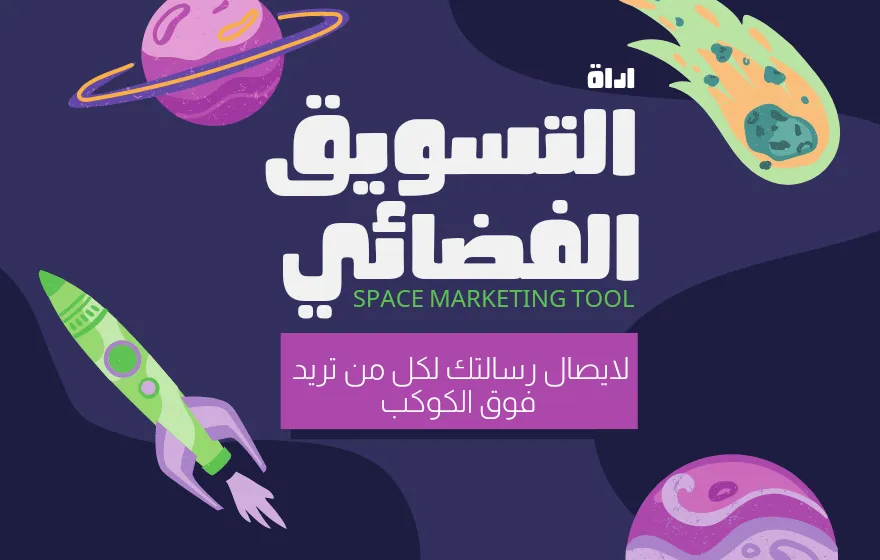 اداة
التسويق
الفضائي
SPACE MARKETING TOOL
لايصال رسالتك لكل من تريد
فوق الكوكب